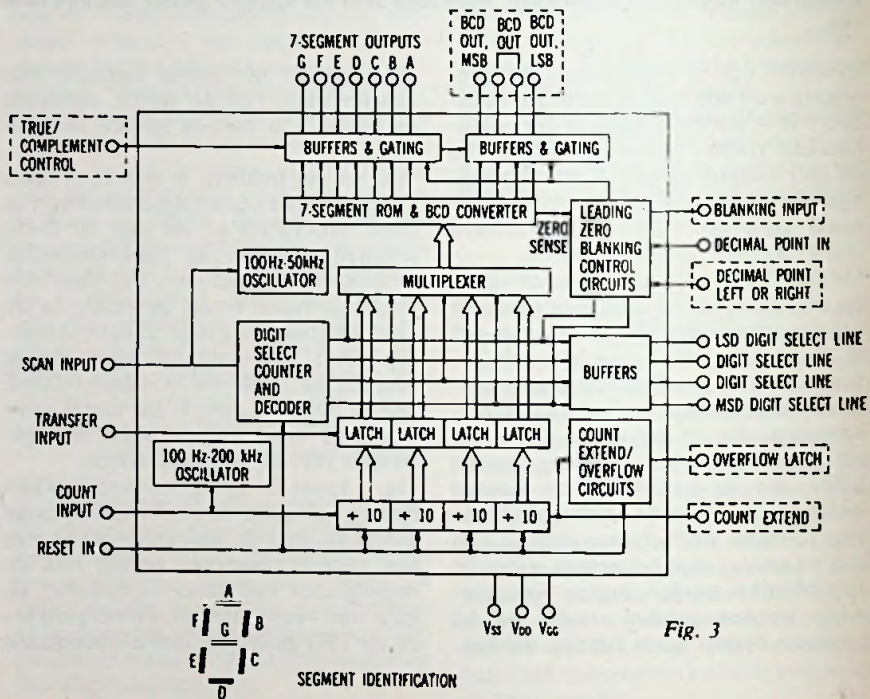 7-SEGMENT OUTPUTS
G F E D C B A
BCD OUT, MSB
BCD OUT
BCD OUT, LSB
TRUE/
COMPLEMENT
CONTROL
BUFFERS & GATING
BUFFERS & GATING
7-SEGMENT ROM & BCD CONVERTER
ZERO
SENSE
LEADING
ZERO
BLANKING
CONTROL
CIRCUITS
BLANKING INPUT
DECIMAL POINT IN
DECIMAL POINT
LEFT OR RIGHT
100 Hz-50kHz
OSCILLATOR
MULTIPLEXER
SCAN INPUT
DIGIT
SELECT
COUNTER
AND
DECODER
BUFFERS
LSD DIGIT SELECT LINE
DIGIT SELECT LINE
DIGIT SELECT LINE
MSD DIGIT SELECT LINE
TRANSFER
INPUT
LATCH LATCH LATCH LATCH
COUNT
EXTEND/
OVERFLOW
CIRCUITS
OVERFLOW LATCH
100 Hz-200 kHz
OSCILLATOR
COUNT
INPUT
÷ 10 ÷ 10 ÷ 10 ÷ 10
COUNT EXTEND
RESET IN
VSS VDD VGG
Fig. 3
A
F B
G
E C
D
SEGMENT IDENTIFICATION